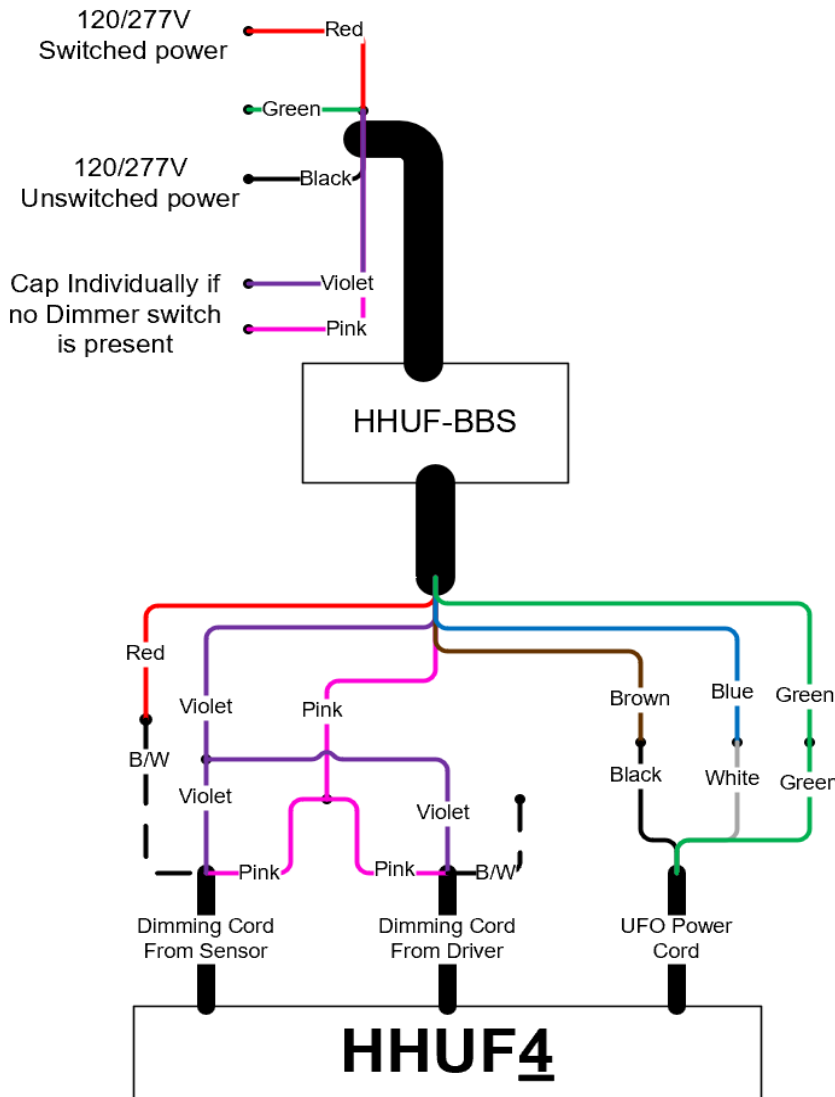 120/277V
Switched power
Red
Green
120/277V
Unswitched power
Black
Cap Individually if
no Dimmer switch
is present
Violet
Pink
HHUF-BBS
Red
Violet
Pink
Brown
Blue
Green
B/W
Violet
Violet
Black
White
Green
Pink
Pink
B/W
Dimming Cord
From Sensor
Dimming Cord
From Driver
UFO Power
Cord
HHUF4